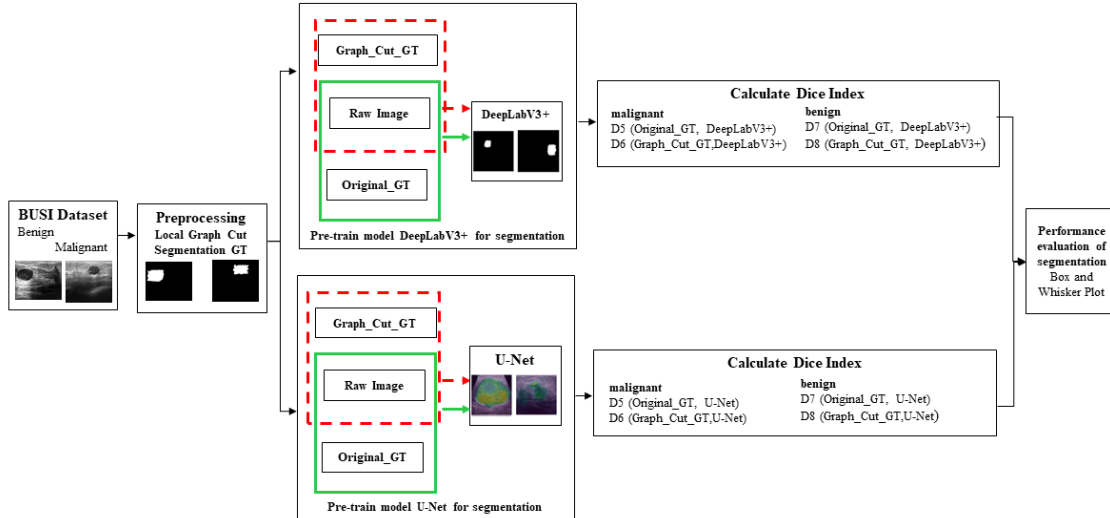 BUSI Dataset
Benign
Malignant
Preprocessing
Local Graph Cut
Segmentation GT
Graph_Cut_GT
Raw Image
Original_GT
DeepLabV3+
Pre-train model DeepLabV3+ for segmentation
Graph_Cut_GT
Raw Image
Original_GT
U-Net
Pre-train model U-Net for segmentation
Calculate Dice Index
malignant
D5 (Original_GT, DeepLabV3+)
D6 (Graph_Cut_GT,DeepLabV3+)
benign
D7 (Original_GT, DeepLabV3+)
D8 (Graph_Cut_GT, DeepLabV3+)
Calculate Dice Index
malignant
D5 (Original_GT, U-Net)
D6 (Graph_Cut_GT,U-Net)
benign
D7 (Original_GT, U-Net)
D8 (Graph_Cut_GT,U-Net)
Performance
evaluation of
segmentation
Box and
Whisker Plot